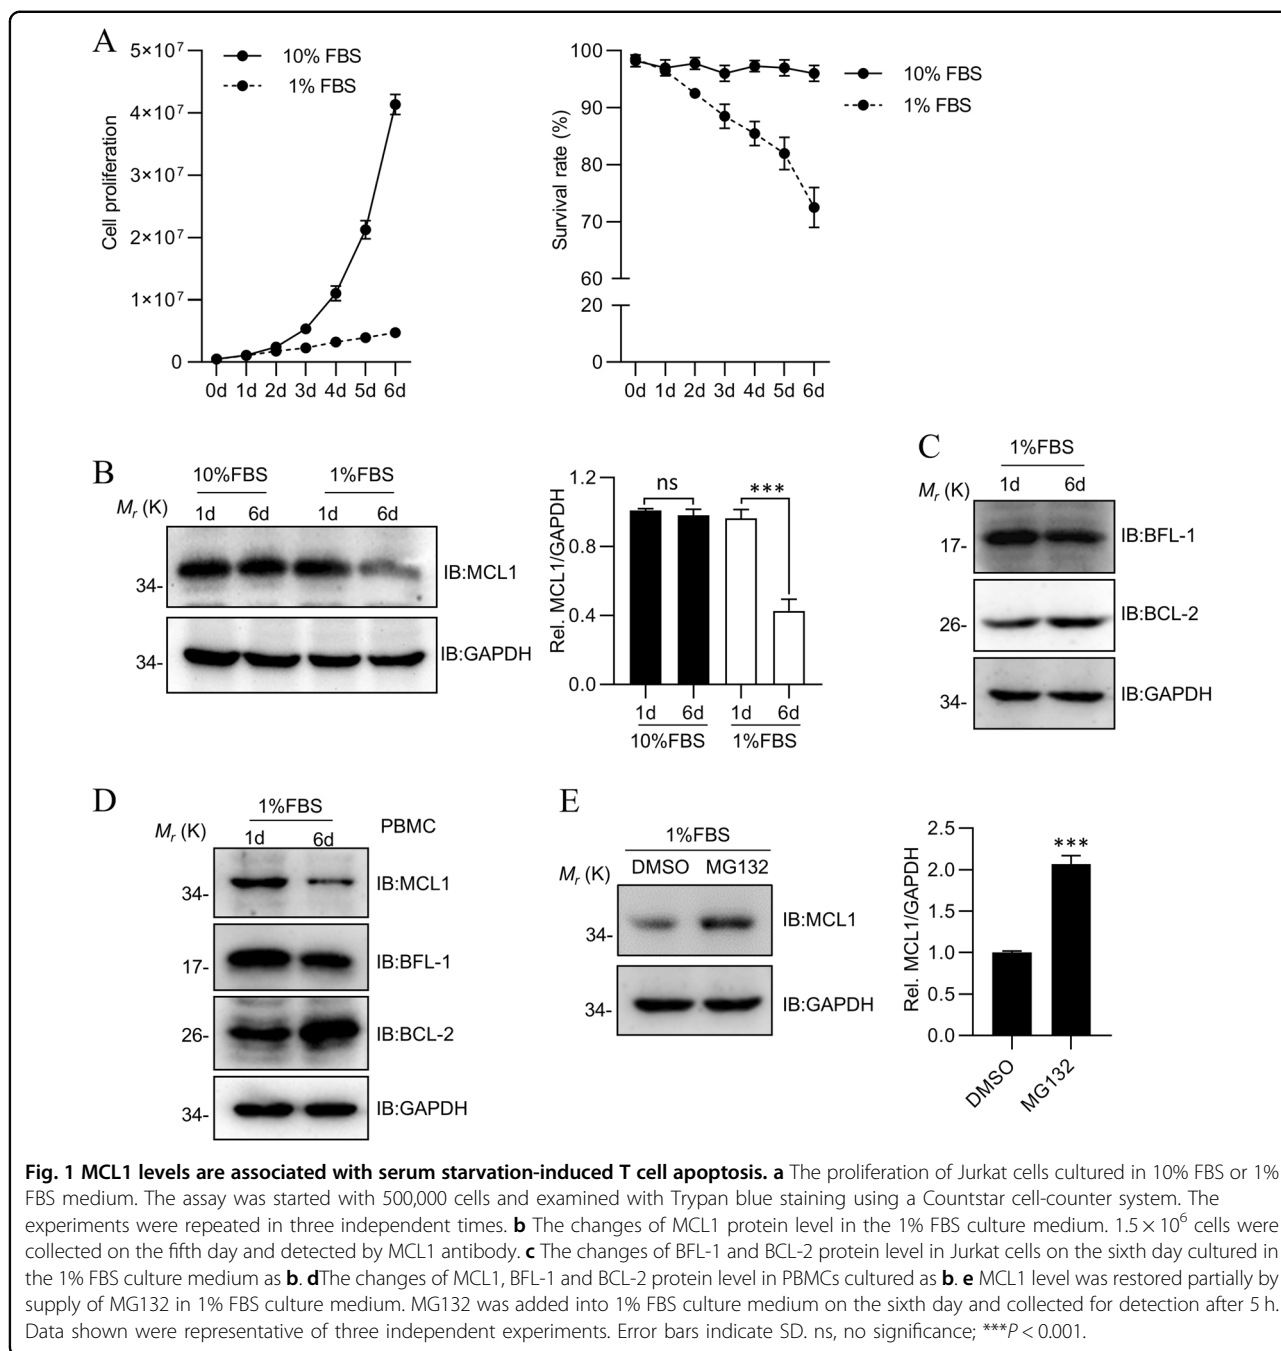 A
5×10⁷
4×10⁷
3×10⁷
2×10⁷
1×10⁷
0
Cell proliferation
10% FBS
1% FBS
0d 1d 2d 3d 4d 5d 6d
100
90
80
70
60
20
0
Survival rate (%)
10% FBS
1% FBS
0d 1d 2d 3d 4d 5d 6d
B
10%FBS 1%FBS
Mr (K)
1d 6d 1d 6d
34-
IB:MCL1
34-
IB:GAPDH
1.2
0.8
0.4
0.0
Rel. MCL1/GAPDH
ns
***
1d 6d 1d 6d
10%FBS 1%FBS
C
1%FBS
Mr (K) 1d 6d
17- IB:BFL-1
26- IB:BCL-2
34- IB:GAPDH
D
1%FBS
Mr (K) 1d 6d PBMC
34- IB:MCL1
17- IB:BFL-1
26- IB:BCL-2
34- IB:GAPDH
E
1%FBS
Mr (K) DMSO MG132
34- IB:MCL1
34- IB:GAPDH
2.5
2.0
1.5
1.0
0.5
0.0
Rel. MCL1/GAPDH
***
DMSO
MG132
Fig. 1 MCL1 levels are associated with serum starvation-induced T cell apoptosis. a The proliferation of Jurkat cells cultured in 10% FBS or 1%
FBS medium. The assay was started with 500,000 cells and examined with Trypan blue staining using a Countstar cell-counter system. The
experiments were repeated in three independent times. b The changes of MCL1 protein level in the 1% FBS culture medium. 1.5 × 10⁶ cells were
collected on the fifth day and detected by MCL1 antibody. c The changes of BFL-1 and BCL-2 protein level in Jurkat cells on the sixth day cultured in
the 1% FBS culture medium as b. dThe changes of MCL1, BFL-1 and BCL-2 protein level in PBMCs cultured as b. e MCL1 level was restored partially by
supply of MG132 in 1% FBS culture medium. MG132 was added into 1% FBS culture medium on the sixth day and collected for detection after 5 h.
Data shown were representative of three independent experiments. Error bars indicate SD. ns, no significance; ***P < 0.001.